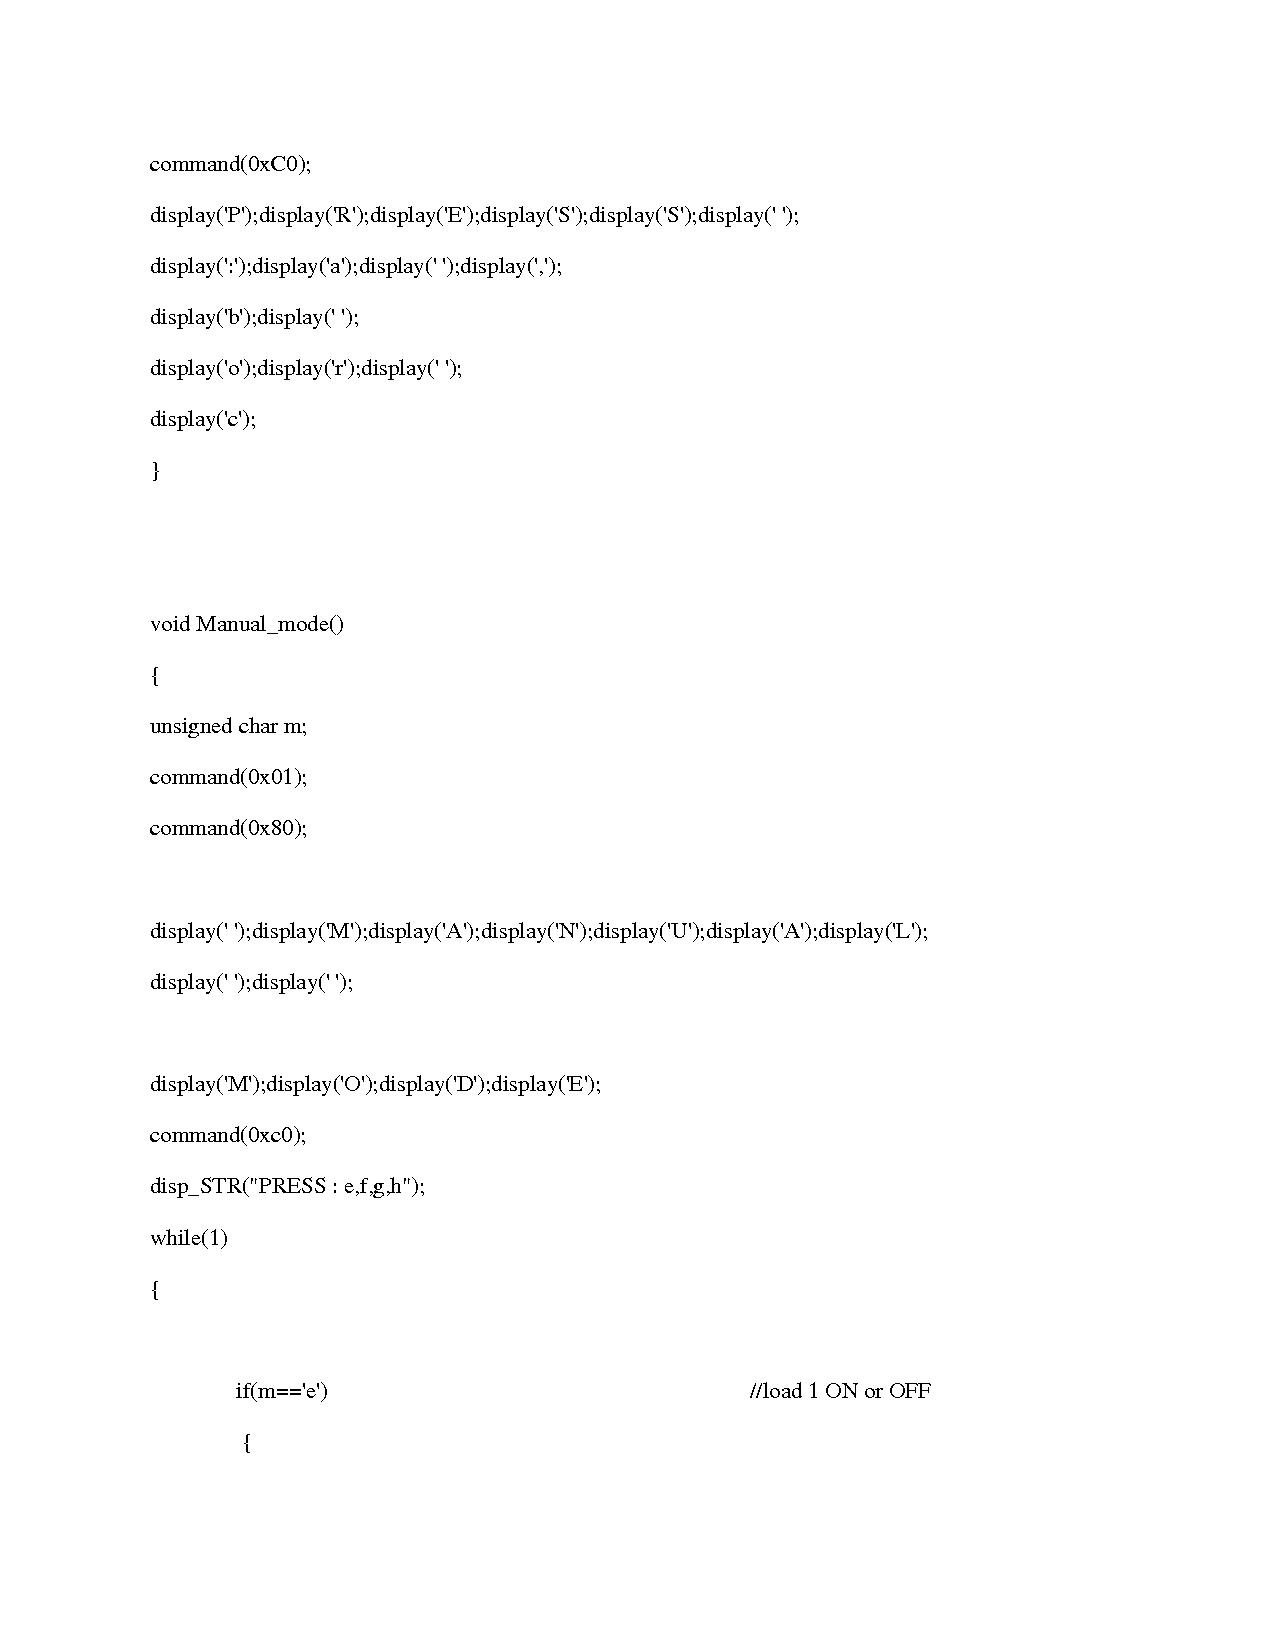 command(0xC0);
display('P');display('R');display('E');display('S');display('S');display(' ');
display(':');display('a');display(' ');display(',');
display('b');display(' ');
display('o');display('r');display(' ');
display('c');
}
void Manual_mode()
{
unsigned char m;
command(0x01);
command(0x80);
display(' ');display('M');display('A');display('N');display('U');display('A');display('L');
display(' ');display(' ');
display('M');display('O');display('D');display('E');
command(0xc0);
disp_STR("PRESS : e,f,g,h");
while(1)
{
if(m=='e') //load 1 ON or OFF
{